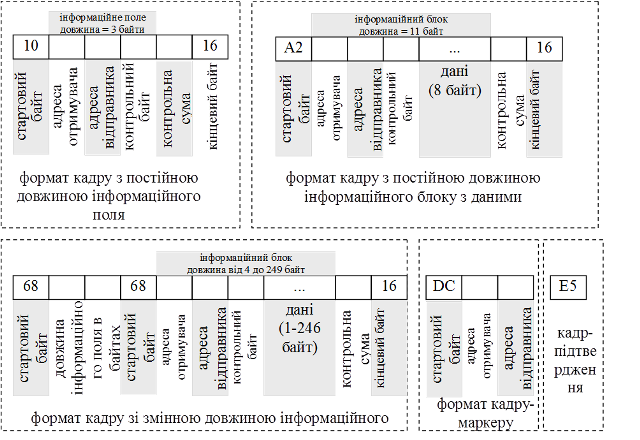 інформаційне поле
довжина = 3 байти
10
16
стартовий
байт
адреса
отримувача
адреса
відправника
контрольний
байт
контрольна
сума
кінцевий байт
формат кадру з постійною
довжиною інформаційного
поля
інформаційний блок
довжина = 11 байт
A2
...
16
стартовий
байт
адреса
отримувача
адреса
відправника
контрольний
байт
дані
(8 байт)
контрольна
сума
кінцевий байт
формат кадру з постійною довжиною
інформаційного блоку з даними
інформаційний блок
довжина від 4 до 249 байт
68
68
...
16
стартовий
байт
довжина
інформаційно
го поля в
байтах
стартовий
байт
адреса
отримувача
адреса
відправника
контрольний
байт
дані
(1-246
байт)
контрольна
сума
кінцевий байт
формат кадру зі змінною довжиною інформаційного
DC
стартовий
байт
адреса
отримувача
адреса
відправника
формат кадру-
маркеру
E5
кадр-
підтве
рджен
ня